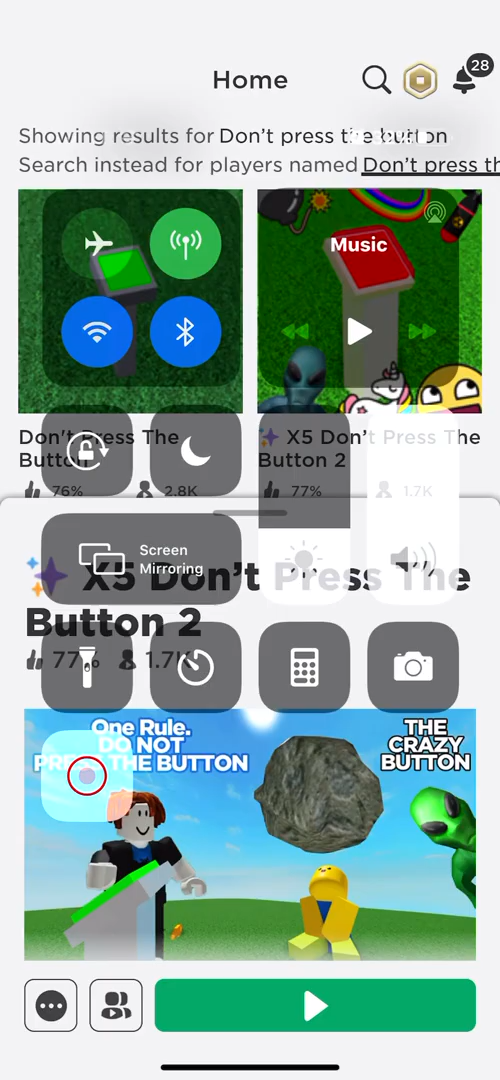 Home
28
Showing results for Don't press the button
Search instead for players named Don't press th
Music
Don't Press The
Button
76% 2.8K
X5 Don't Press The
Button 2
77% 1.7K
Screen
Mirroring
X5 Don't Press The
Button 2
77% 1.7K
One Rule.
DO NOT
PRESS THE BUTTON
THE
CRAZY
BUTTON